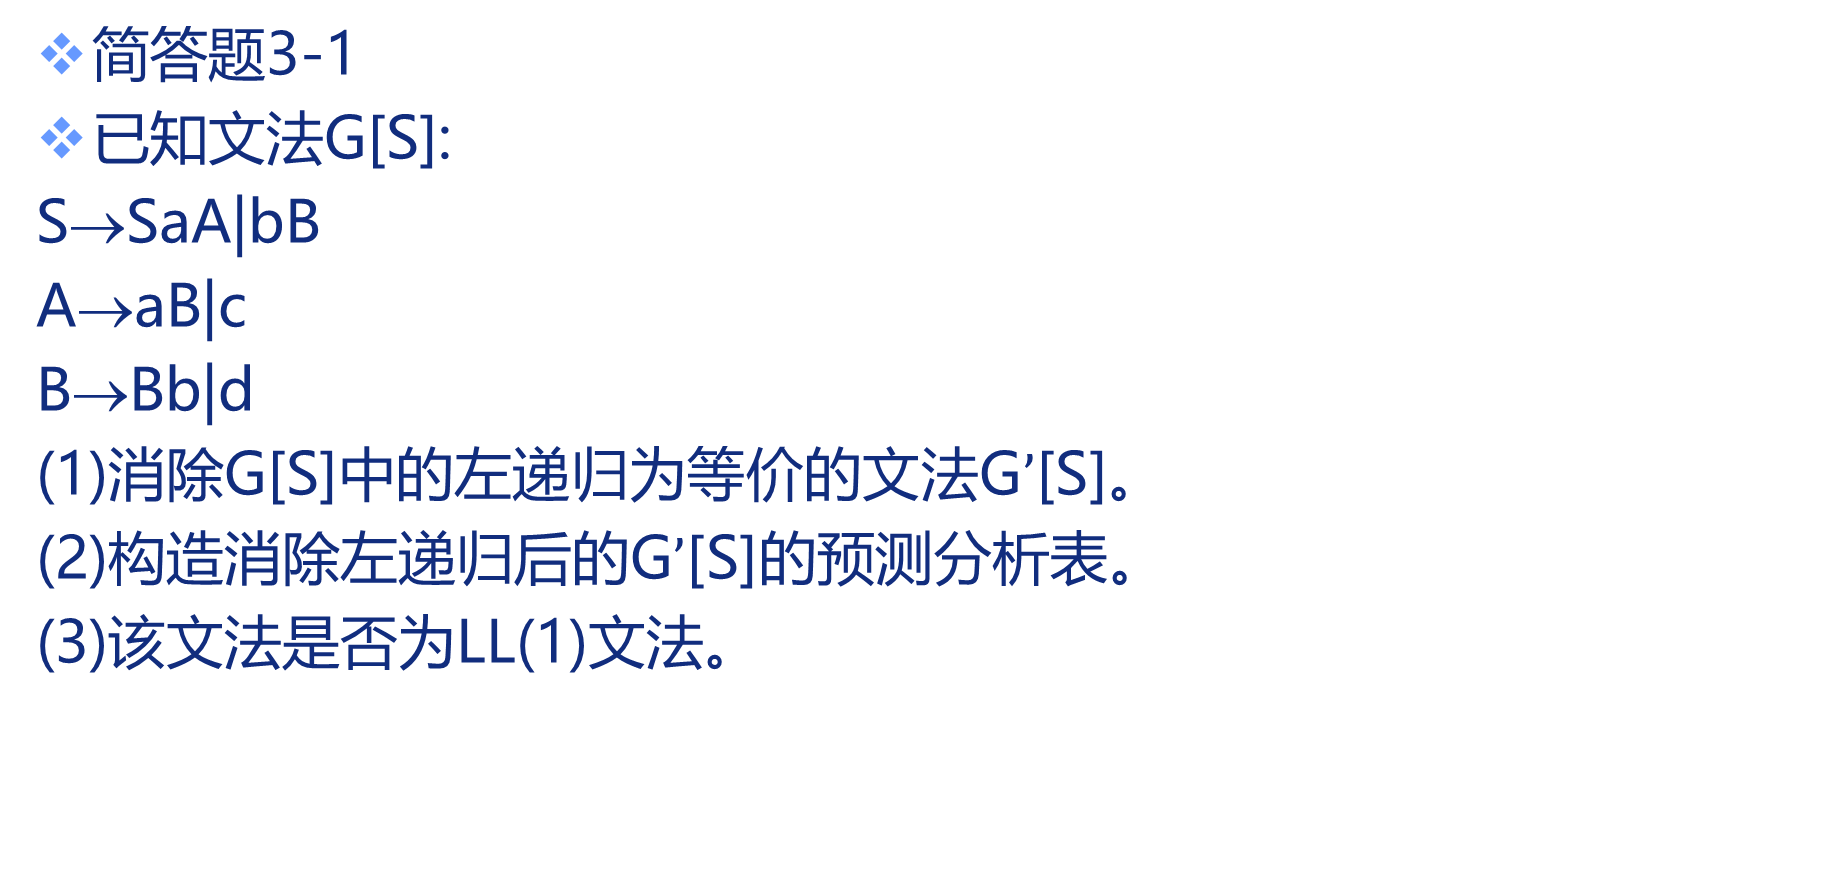 ❖简答题3-1
❖已知文法G[S]:
S→SaA|bB
A→aB|c
B→Bb|d
(1)消除G[S]中的左递归为等价的文法G’[S]。
(2)构造消除左递归后的G’[S]的预测分析表。
(3)该文法是否为LL(1)文法。